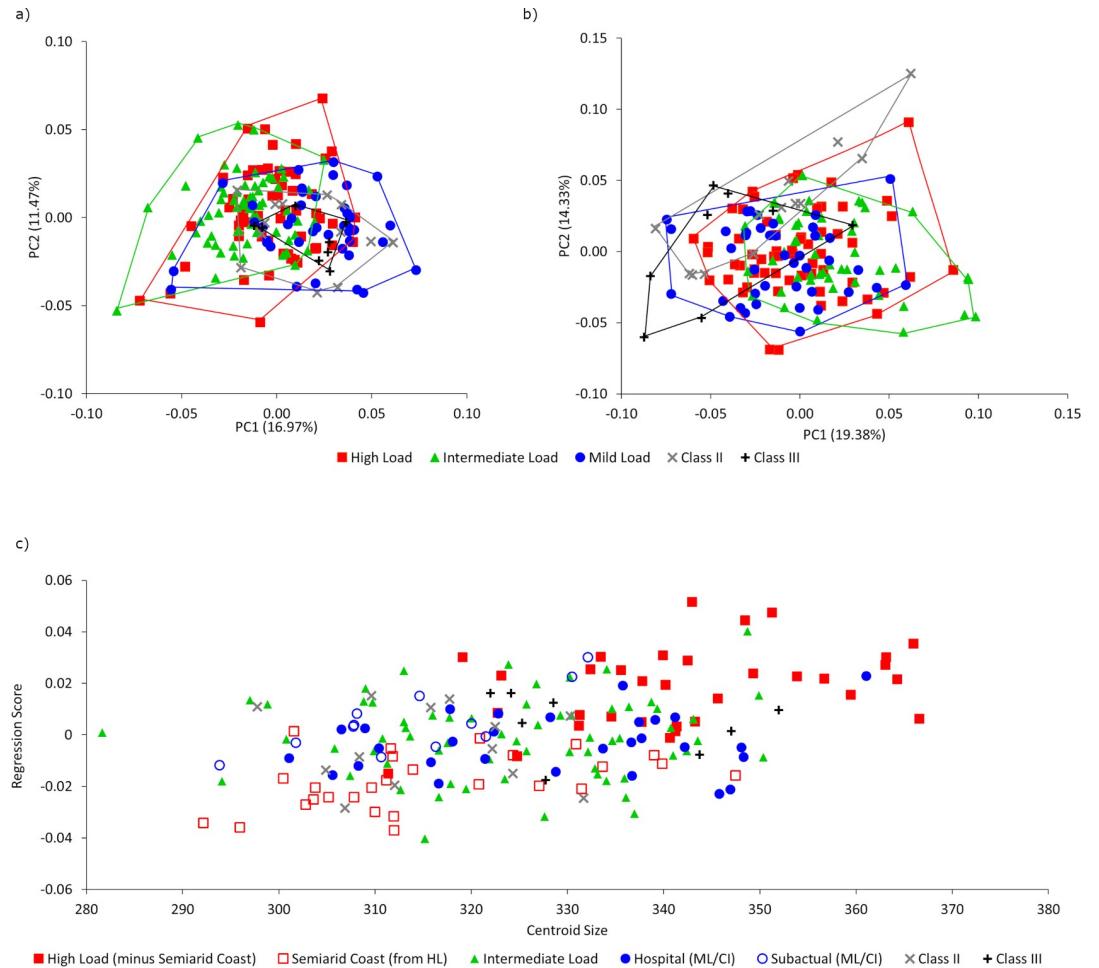 a)
0.10
0.05
0.00
-0.05
-0.10
PC2 (11.47%)
-0.10 -0.05 0.00 0.05 0.10
PC1 (16.97%)
b)
0.15
0.10
0.05
0.00
-0.05
-0.10
PC2 (14.33%)
-0.10 -0.05 0.00 0.05 0.10 0.15
PC1 (19.38%)
High Load Intermediate Load Mild Load Class II Class III
c)
0.06
0.04
0.02
0
-0.02
-0.04
-0.06
Regression Score
280 290 300 310 320 330 340 350 360 370 380
Centroid Size
High Load (minus Semiarid Coast) Semiarid Coast (from HL) Intermediate Load Hospital (ML/CI) Subactual (ML/CI) Class II Class III